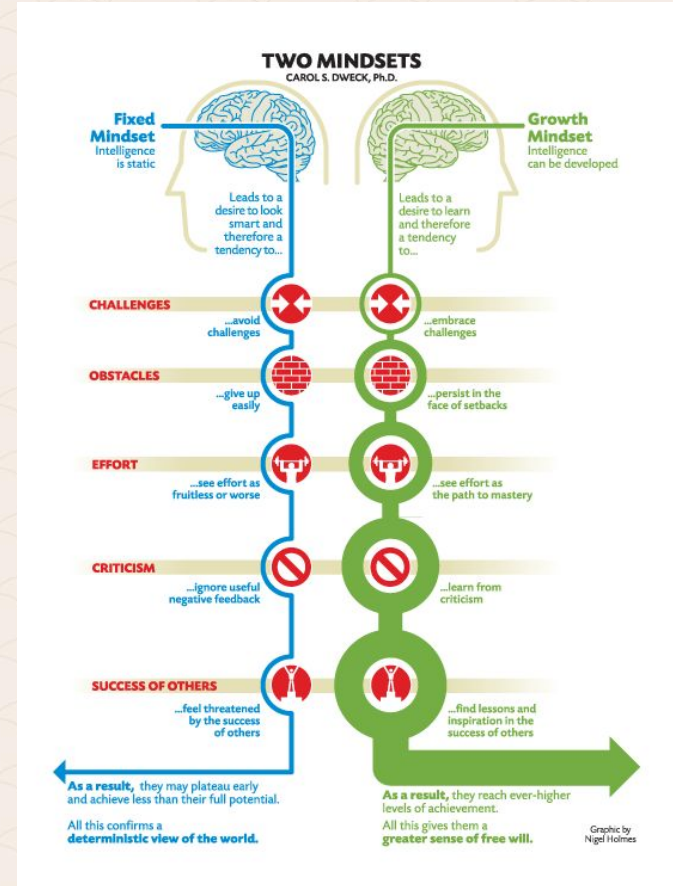 TWO MINDSETS
CAROL S. DWECK, Ph.D.
Fixed
Mindset
Intelligence
is static
Growth
Mindset
Intelligence
can be developed
Leads to a
desire to look
smart and
therefore a
tendency to...
Leads to a
desire to learn
and therefore
a tendency
to...
CHALLENGES
...avoid
challenges
...embrace
challenges
OBSTACLES
...give up
easily
...persist in the
face of setbacks
EFFORT
...see effort as
fruitless or worse
...see effort as
the path to mastery
CRITICISM
...ignore useful
negative feedback
...learn from
criticism
SUCCESS OF OTHERS
...feel threatened
by the success
of others
...find lessons and
inspiration in the
success of others
As a result, they may plateau early
and achieve less than their full potential.
All this confirms a
deterministic view of the world.
As a result, they reach ever-higher
levels of achievement.
All this gives them a
greater sense of free will.
Graphic by
Nigel Holmes